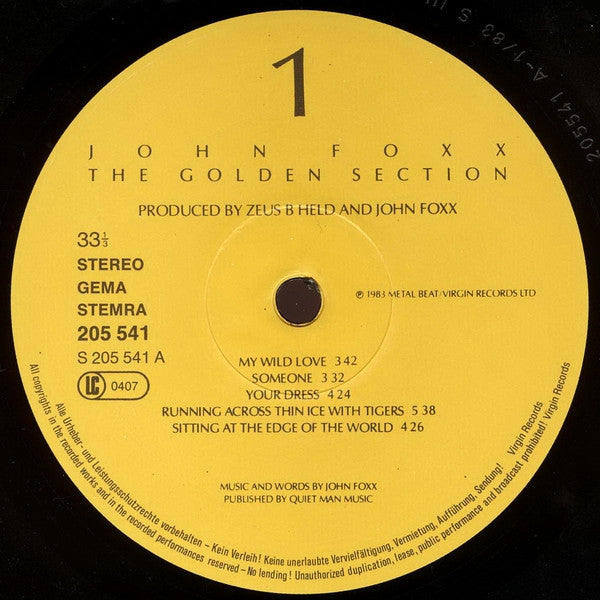 1
JOHN FOXX
THE GOLDEN SECTION
PRODUCED BY ZEUS B HELD AND JOHN FOXX
33⅓
STEREO
GEMA
STEMRA
205 541
S 205 541 A
LC 0407
℗ 1983 METAL BEAT/VIRGIN RECORDS LTD
MY WILD LOVE 3 42
SOMEONE 3 32
YOUR DRESS 4 24
RUNNING ACROSS THIN ICE WITH TIGERS 5 38
SITTING AT THE EDGE OF THE WORLD 4 26
MUSIC AND WORDS BY JOHN FOXX
PUBLISHED BY QUIET MAN MUSIC
Alle Urheber- und Leistungsschutzrechte vorbehalten – Kein Verleih! Keine unerlaubte Vervielfältigung, Vermietung, Aufführung, Sendung! Virgin Records
All copyrights in the recorded works and in the recorded performances reserved – No lending! Unauthorized duplication, lease, public performance and broadcast prohibited! Virgin Records
205541 A-1/83 S